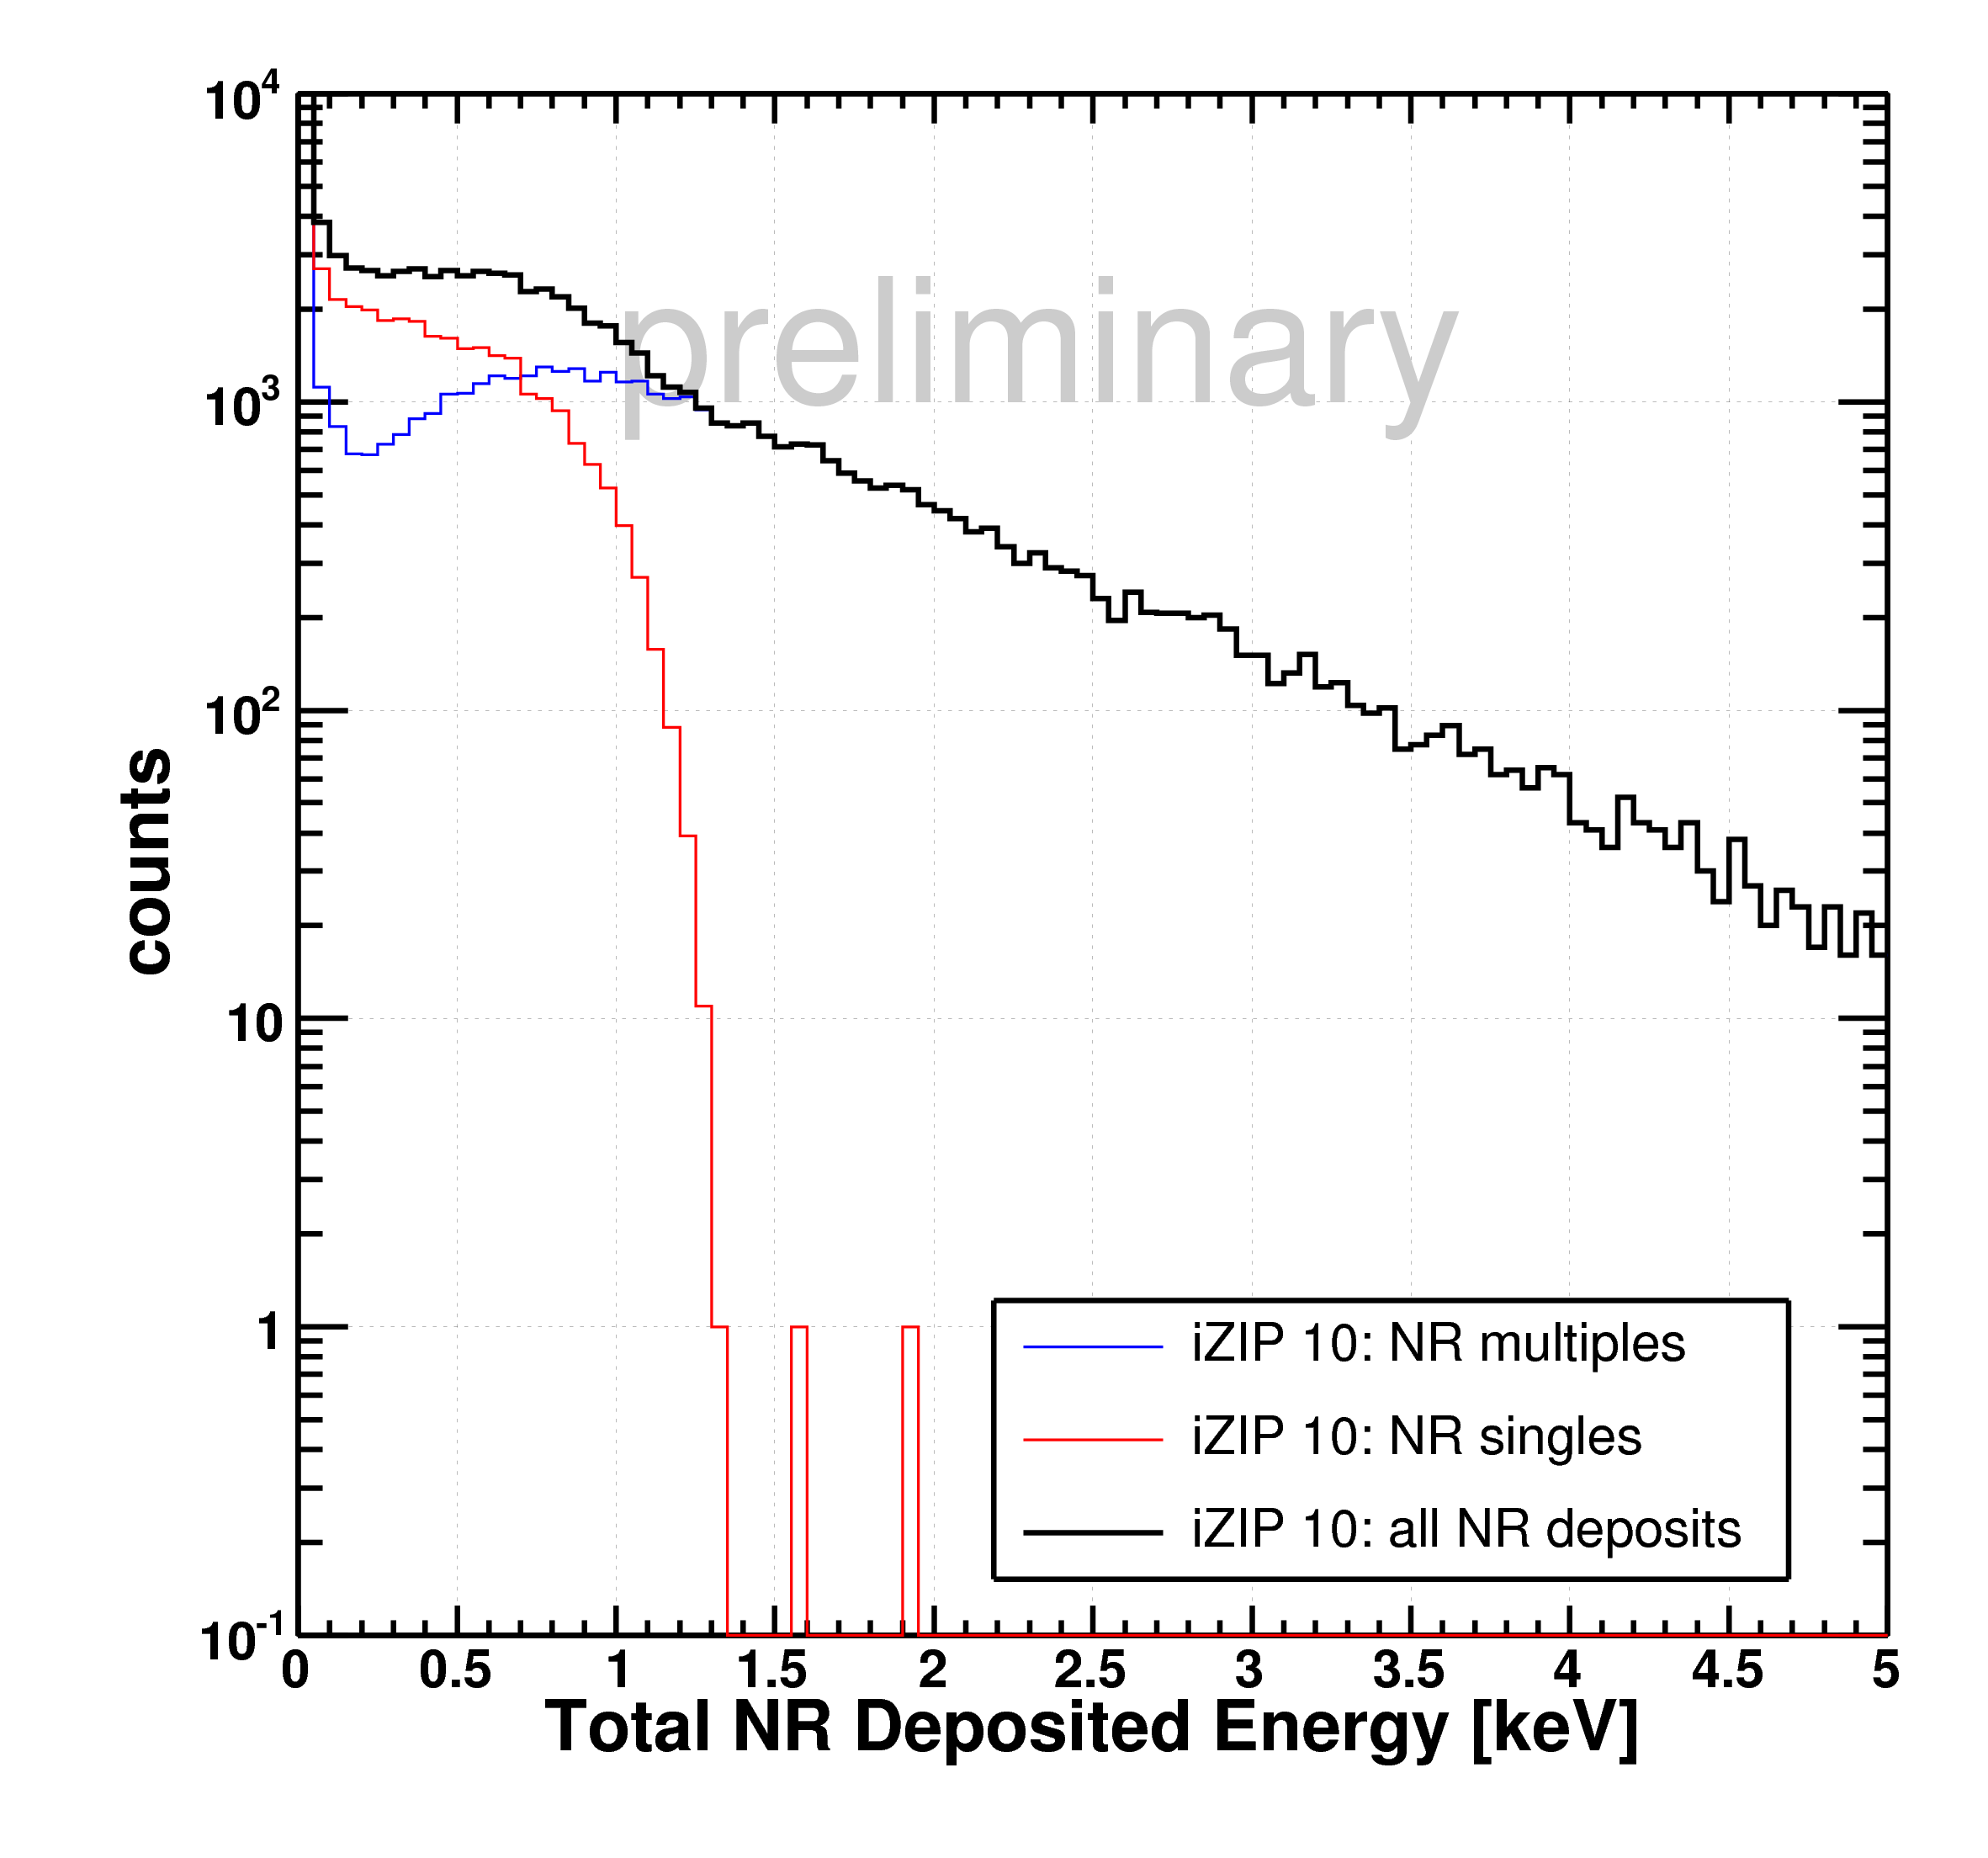 10^4
preliminary
10^3
10^2
counts
10
1
iZIP 10: NR multiples
iZIP 10: NR singles
iZIP 10: all NR deposits
10^-1
0 0.5 1 1.5 2 2.5 3 3.5 4 4.5 5
Total NR Deposited Energy [keV]